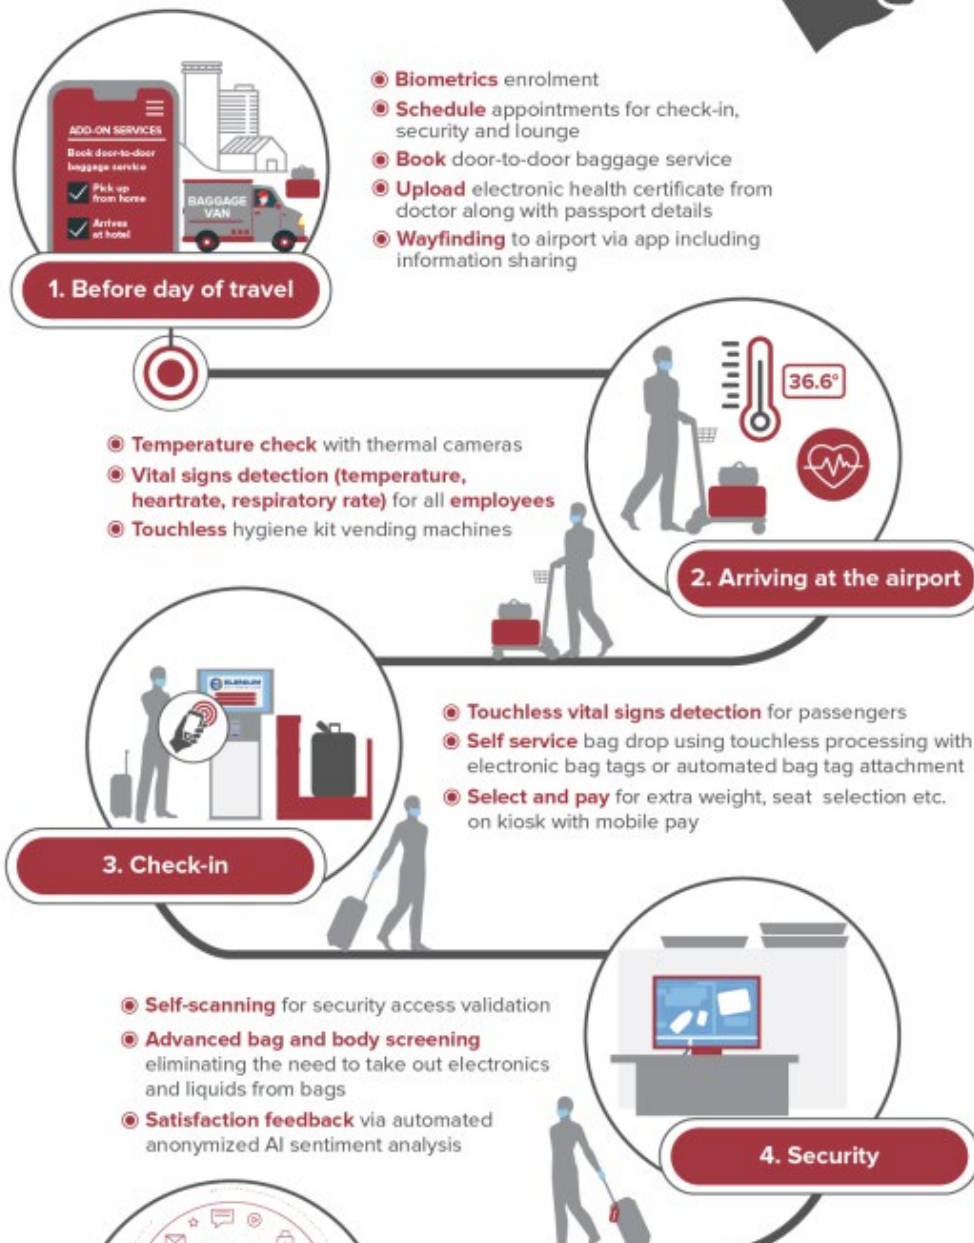 ADD-ON SERVICES
Book door-to-door
baggage service
Pick up
from home
Arrives
at hotel
BAGGAGE
VAN
1. Before day of travel
Biometrics enrolment
Schedule appointments for check-in,
security and lounge
Book door-to-door baggage service
Upload electronic health certificate from
doctor along with passport details
Wayfinding to airport via app including
information sharing
36.6°
2. Arriving at the airport
Temperature check with thermal cameras
Vital signs detection (temperature,
heartrate, respiratory rate) for all employees
Touchless hygiene kit vending machines
3. Check-in
Touchless vital signs detection for passengers
Self service bag drop using touchless processing with
electronic bag tags or automated bag tag attachment
Select and pay for extra weight, seat selection etc.
on kiosk with mobile pay
4. Security
Self-scanning for security access validation
Advanced bag and body screening
eliminating the need to take out electronics
and liquids from bags
Satisfaction feedback via automated
anonymized AI sentiment analysis